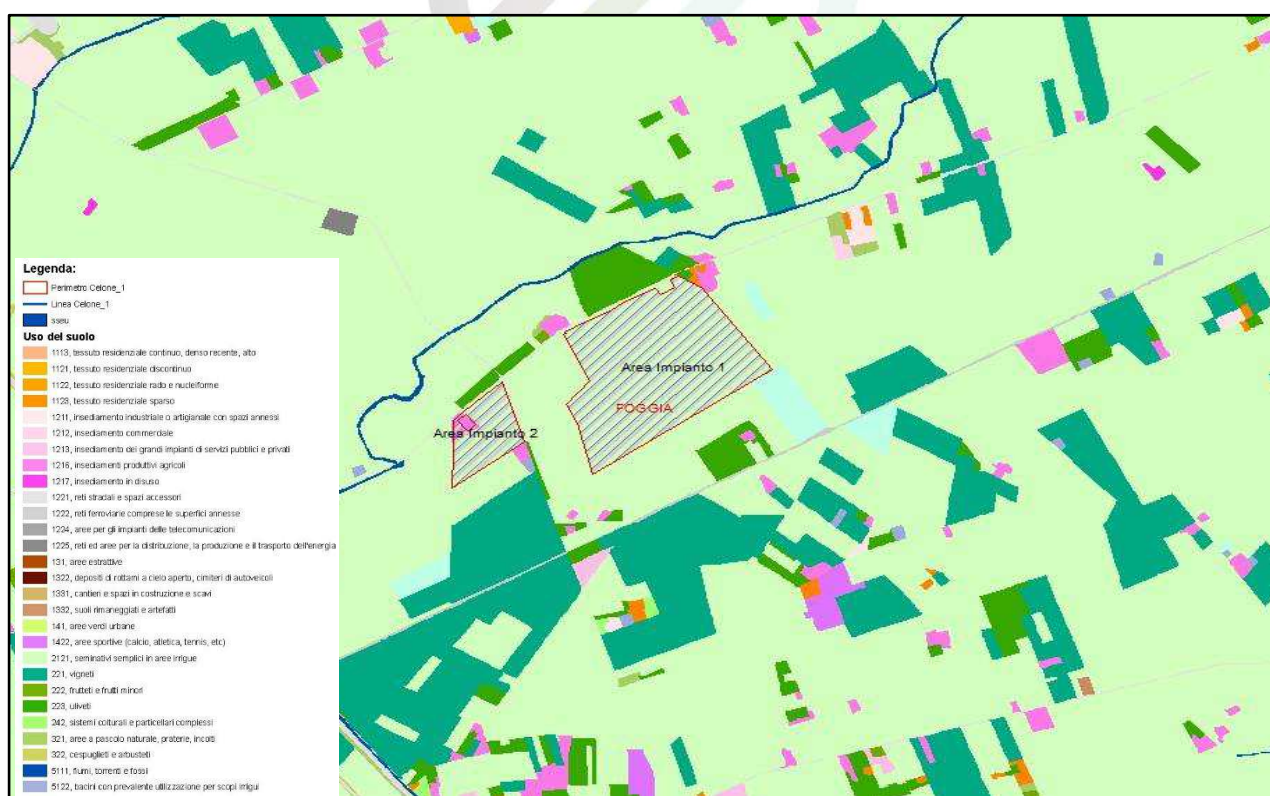 Legenda:
Perimetro Celone_1
Linea Celone_1
sseu
Uso del suolo
1113, tessuto residenziale continuo, denso recente, alto
1121, tessuto residenziale discontinuo
1122, tessuto residenziale rado e nucleiforme
1123, tessuto residenziale sparso
1211, insediamento industriale o artigianale con spazi annessi
1212, insediamento commerciale
1213, insediamento dei grandi impianti di servizi pubblici e privati
1216, insediamenti produttivi agricoli
1217, insediamento in disuso
1221, reti stradali e spazi accessori
1222, reti ferroviarie comprese le superfici annesse
1224, aree per gli impianti delle telecomunicazioni
1225, reti ed aree per la distribuzione, la produzione e il trasporto dell'energia
131, aree estrattive
1322, depositi di rottami a cielo aperto, cimiteri di autoveicoli
1331, cantieri e spazi in costruzione e scavi
1332, suoli rimaneggiati e artefatti
141, aree verdi urbane
1422, aree sportive (calcio, atletica, tennis, etc)
2121, seminativi semplici in aree irrigue
221, vigneti
222, frutteti e frutti minori
223, uliveti
242, sistemi colturali e particellari complessi
321, aree a pascolo naturale, praterie, incolti
322, cespuglieti e arbusteti
5111, fiumi, torrenti e fossi
5122, bacini con prevalente utilizzazione per scopi irrigui
Area Impianto 1
FOGGIA
Area Impianto 2